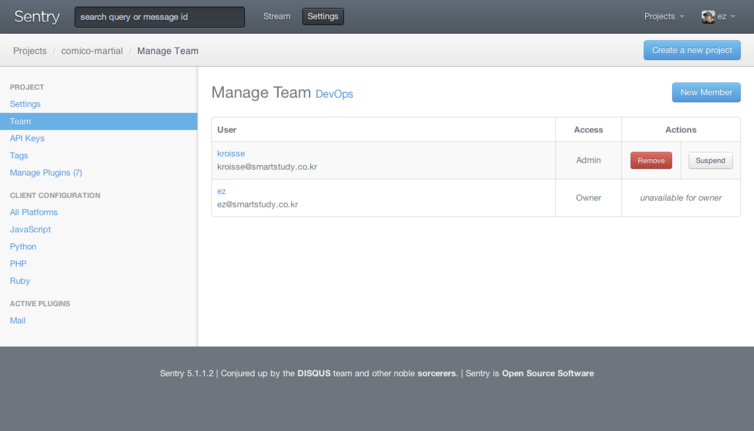 Sentry
search query or message id
Stream
Settings
Projects
ez
Projects / comico-martial / Manage Team
Create a new project
PROJECT
Settings
Team
API Keys
Tags
Manage Plugins (7)
CLIENT CONFIGURATION
All Platforms
JavaScript
Python
PHP
Ruby
ACTIVE PLUGINS
Mail
Manage Team DevOps
New Member
User Access Actions
kroisse
kroisse@smartstudy.co.kr
Admin
Remove
Suspend
ez
ez@smartstudy.co.kr
Owner
unavailable for owner
Sentry 5.1.1.2 | Conjured up by the DISQUS team and other noble sorcerers. | Sentry is Open Source Software